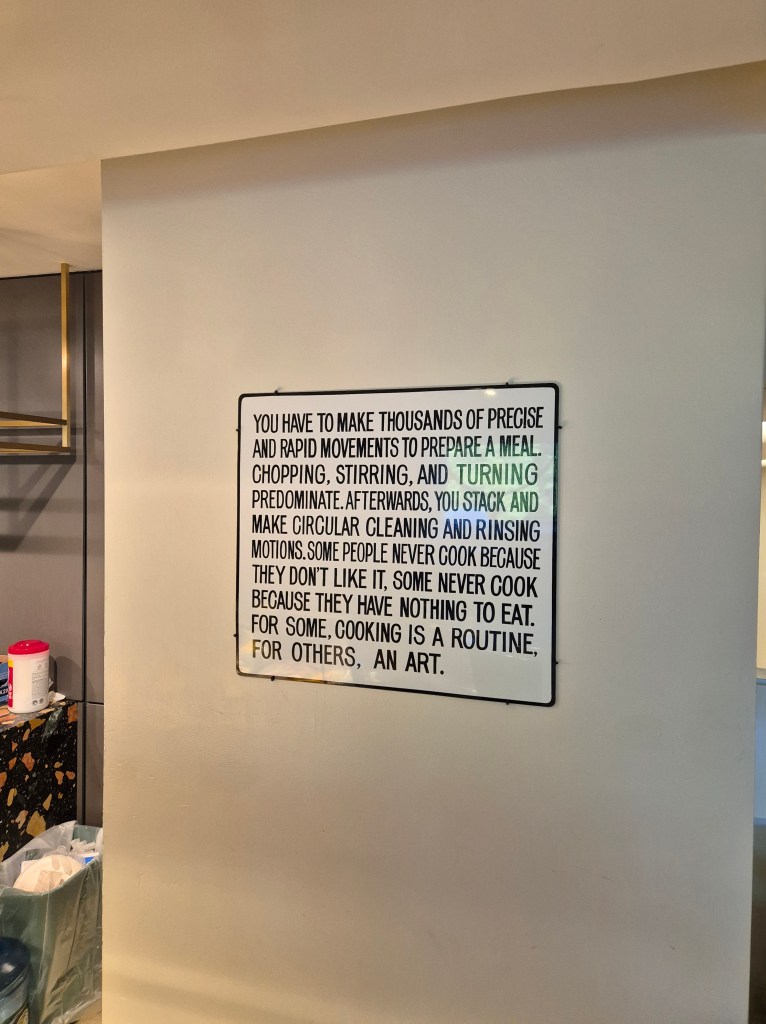 YOU HAVE TO MAKE THOUSANDS OF PRECISE
AND RAPID MOVEMENTS TO PREPARE A MEAL.
CHOPPING, STIRRING, AND TURNING
PREDOMINATE. AFTERWARDS, YOU STACK AND
MAKE CIRCULAR CLEANING AND RINSING
MOTIONS. SOME PEOPLE NEVER COOK BECAUSE
THEY DON'T LIKE IT, SOME NEVER COOK
BECAUSE THEY HAVE NOTHING TO EAT.
FOR SOME, COOKING IS A ROUTINE,
FOR OTHERS, AN ART.